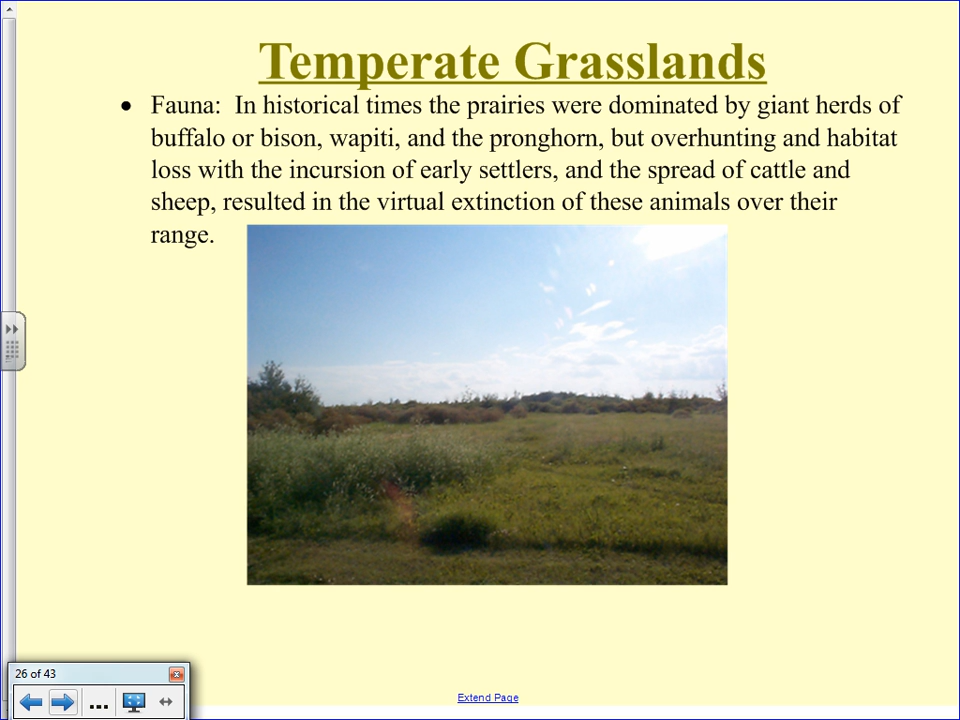 Temperate Grasslands
• Fauna:  In historical times the prairies were dominated by giant herds of
buffalo or bison, wapiti, and the pronghorn, but overhunting and habitat
loss with the incursion of early settlers, and the spread of cattle and
sheep, resulted in the virtual extinction of these animals over their
range.
26 of 43
...
Extend Page